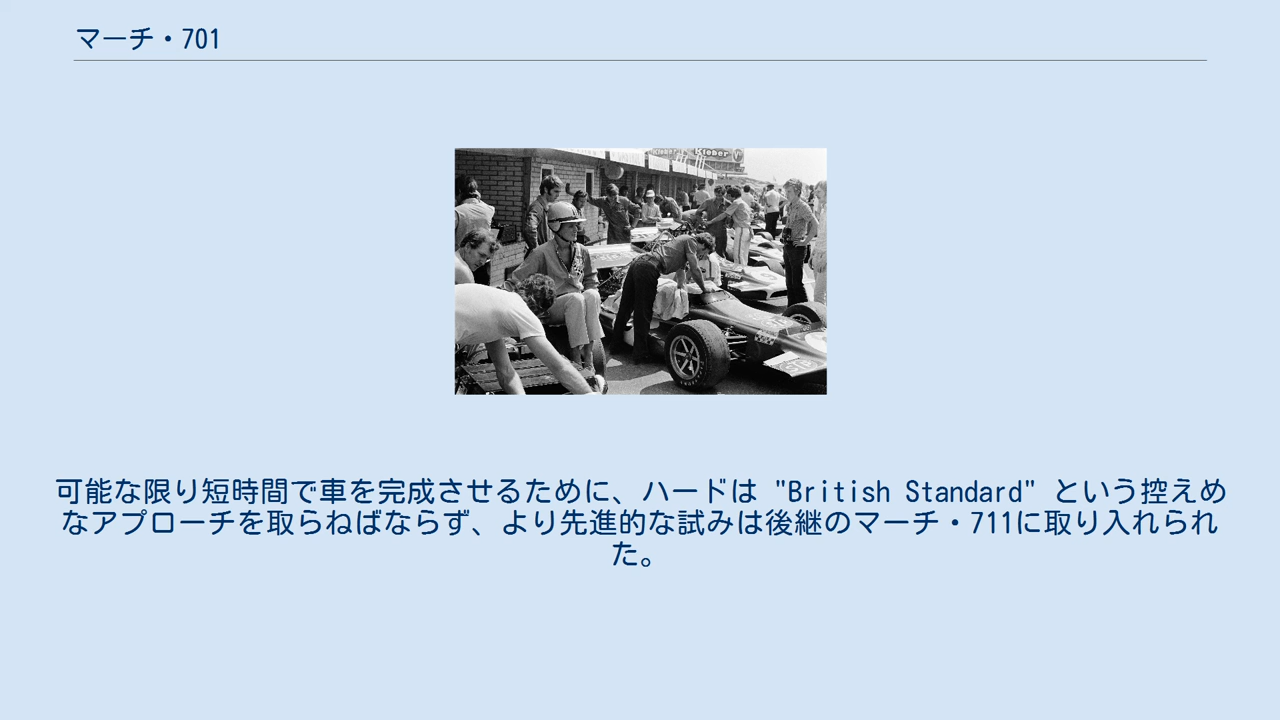 マーチ・701
Kleber
可能な限り短時間で車を完成させるために、ハードは "British Standard" という控えめ
なアプローチを取らねばならず、より先進的な試みは後継のマーチ・711に取り入れられ
た。